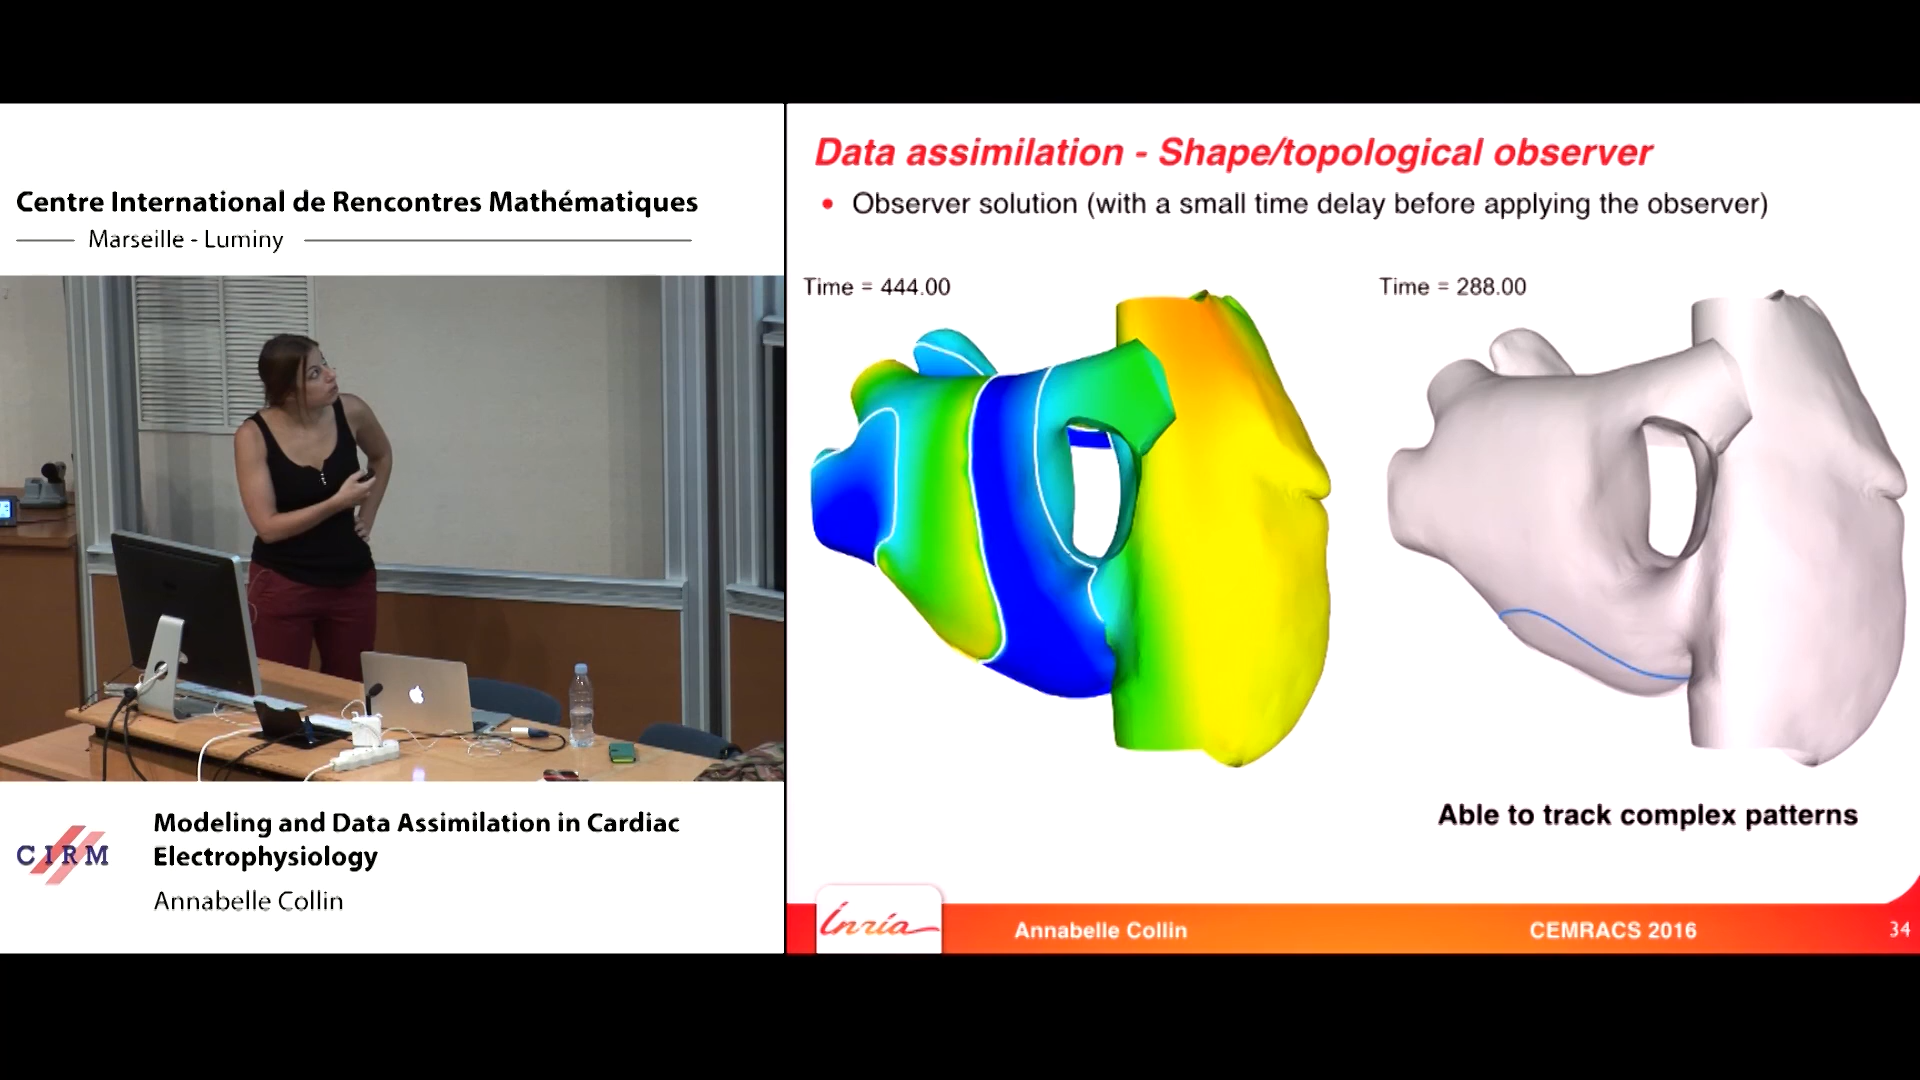 Centre International de Rencontres Mathématiques
Marseille - Luminy
Modeling and Data Assimilation in Cardiac
Electrophysiology
Annabelle Collin
CIRM
Data assimilation - Shape/topological observer
• Observer solution (with a small time delay before applying the observer)
Time = 444.00
Time = 288.00
Able to track complex patterns
Inria
Annabelle Collin
CEMRACS 2016
34